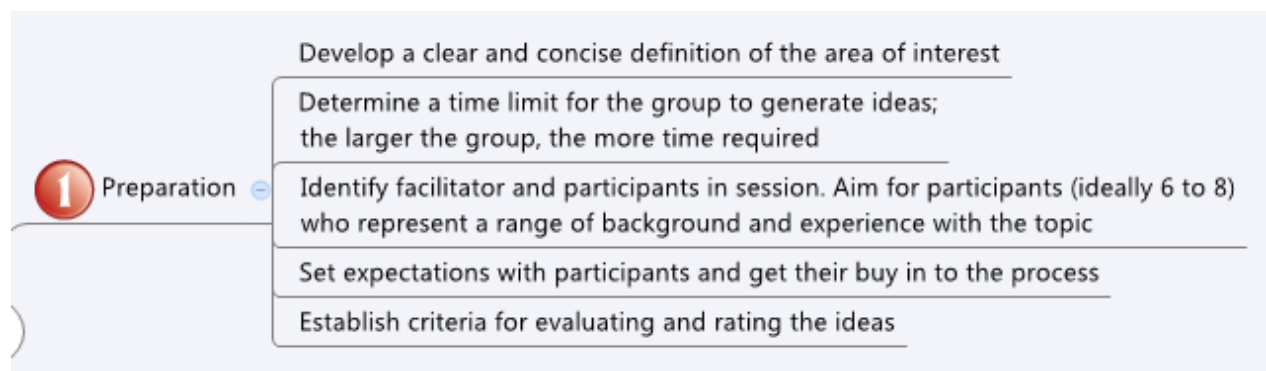 Develop a clear and concise definition of the area of interest
Determine a time limit for the group to generate ideas;
the larger the group, the more time required
1 Preparation
Identify facilitator and participants in session. Aim for participants (ideally 6 to 8)
who represent a range of background and experience with the topic
Set expectations with participants and get their buy in to the process
Establish criteria for evaluating and rating the ideas